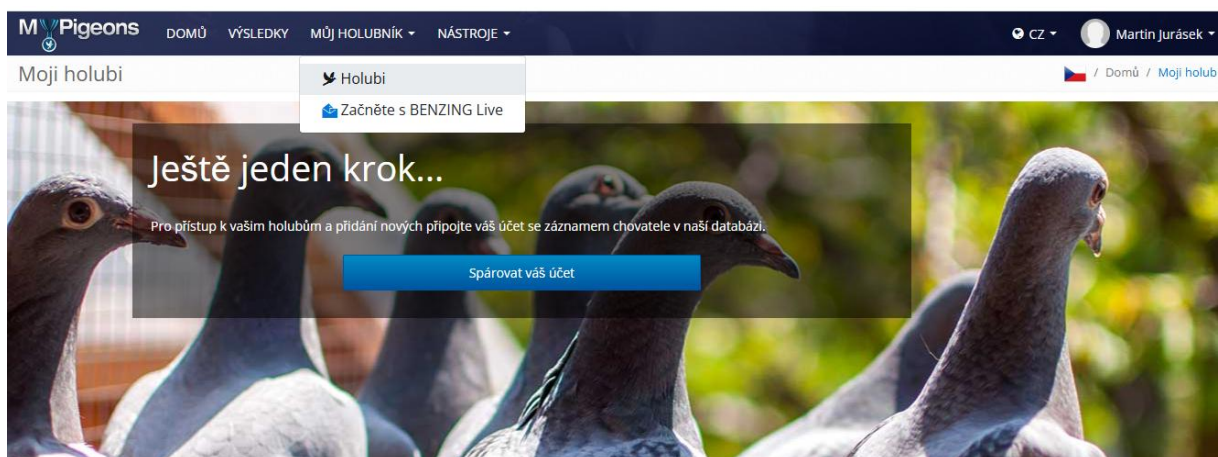 MyPigeons DOMŮ VÝSLEDKY MŮJ HOLUBNÍK NÁSTROJE CZ Martin Jurásek
Moji holubi / Domů / Moji holub
Holubi
Začněte s BENZING Live
Ještě jeden krok...
Pro přístup k vašim holubům a přidání nových připojte váš účet se záznamem chovatele v naší databázi.
Spárovat váš účet